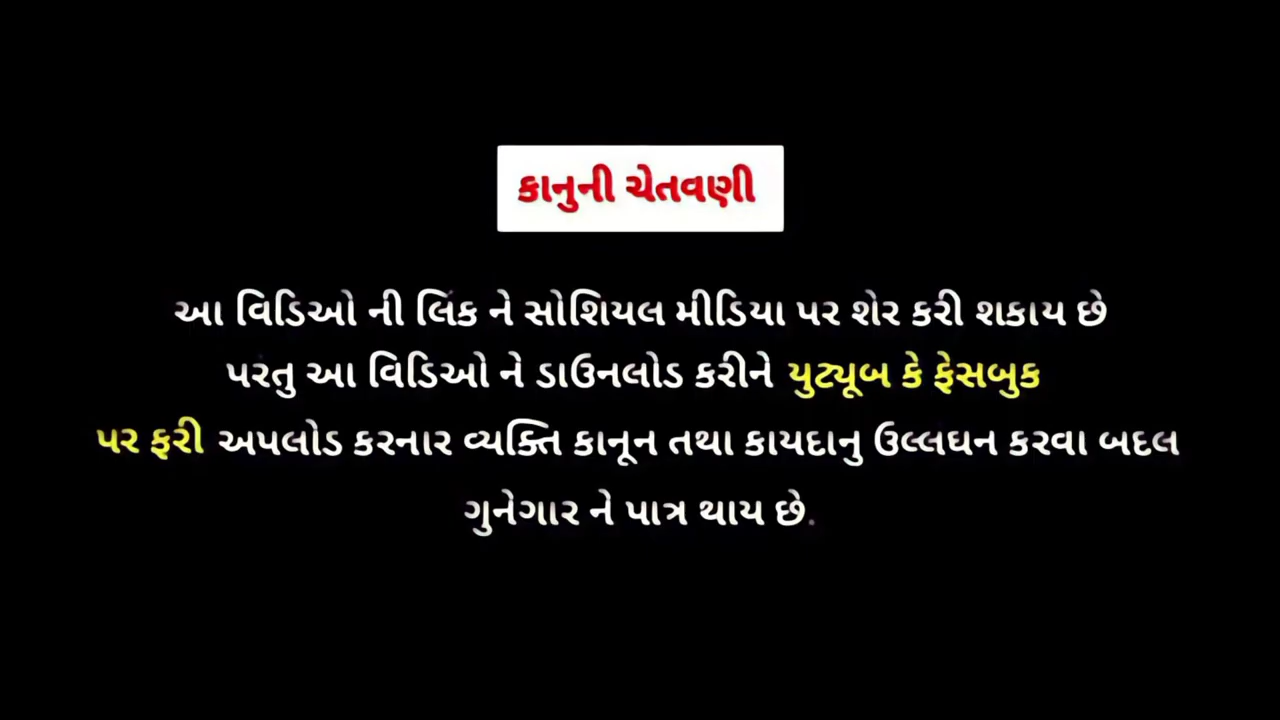 કાનુની ચેતવણી
આ વિડિઓ ની લિંક ને સોશિયલ મીડિયા પર શેર કરી શકાય છે
પરંતુ આ વિડિઓ ને ડાઉનલોડ કરીને યુટ્યૂબ કે ફેસબુક
પર ફરી અપલોડ કરનાર વ્યક્તિ કાનૂન તથા કાયદાનુ ઉલ્લઘન કરવા બદલ
ગુનેગાર ને પાત્ર થાય છે.